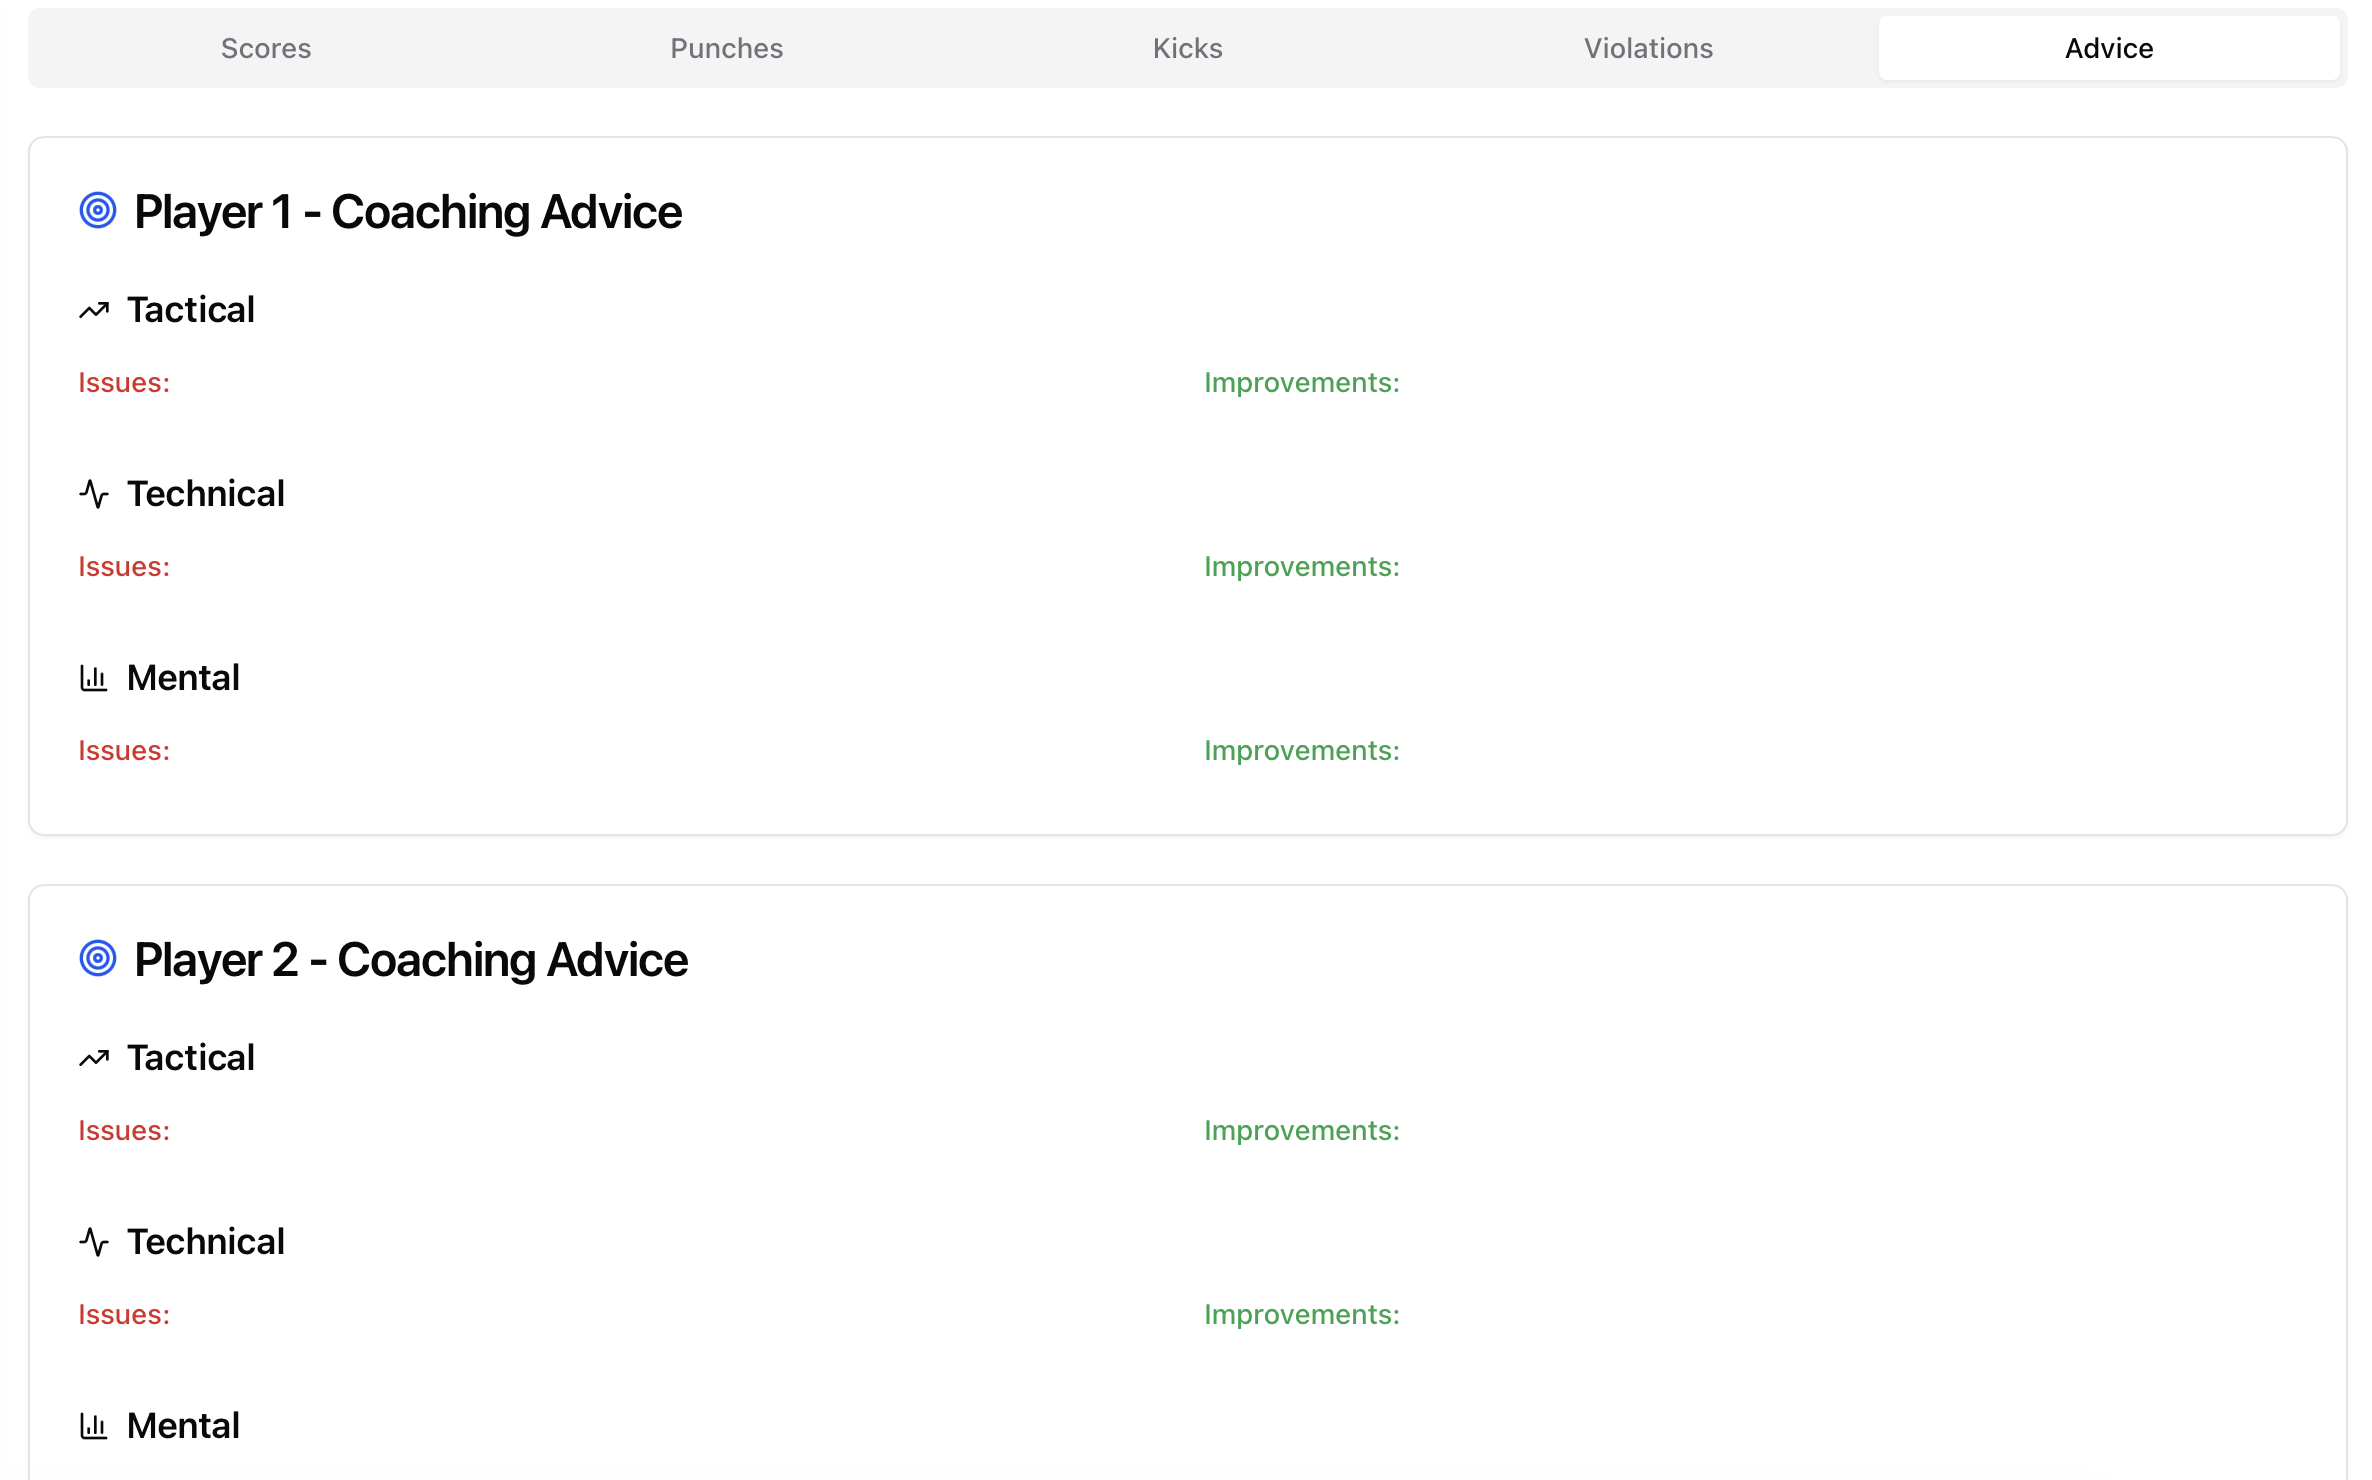 Scores Punches Kicks Violations Advice
Player 1 - Coaching Advice
Tactical
Issues: Improvements:
Technical
Issues: Improvements:
Mental
Issues: Improvements:
Player 2 - Coaching Advice
Tactical
Issues: Improvements:
Technical
Issues: Improvements:
Mental